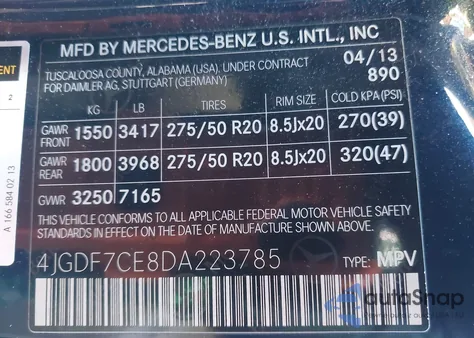 MFD BY MERCEDES-BENZ U.S. INTL., INC
TUSCALOOSA COUNTY, ALABAMA (USA), UNDER CONTRACT 04/13
FOR DAIMLER AG, STUTTGART (GERMANY) 890
KG LB TIRES RIM SIZE COLD KPA(PSI)
GAWR FRONT 1550 3417 275/50 R20 8.5Jx20 270(39)
GAWR REAR 1800 3968 275/50 R20 8.5Jx20 320(47)
GVWR 3250 7165
THIS VEHICLE CONFORMS TO ALL APPLICABLE FEDERAL MOTOR VEHICLE SAFETY
STANDARDS IN EFFECT ON THE DATE OF MANUFACTURE SHOWN ABOVE.
4JGDF7CE8DA223785 TYPE: MPV
A 166 584 02 13
ENT
2
autoSnap